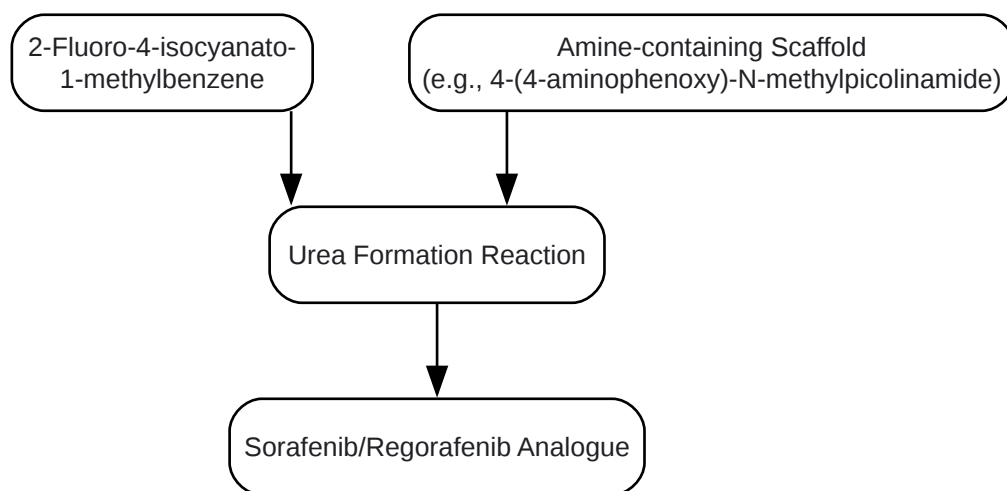 2-Fluoro-4-isocyanato-
1-methylbenzene
Amine-containing Scaffold
(e.g., 4-(4-aminophenoxy)-N-methylpicolinamide)
Urea Formation Reaction
Sorafenib/Regorafenib Analogue